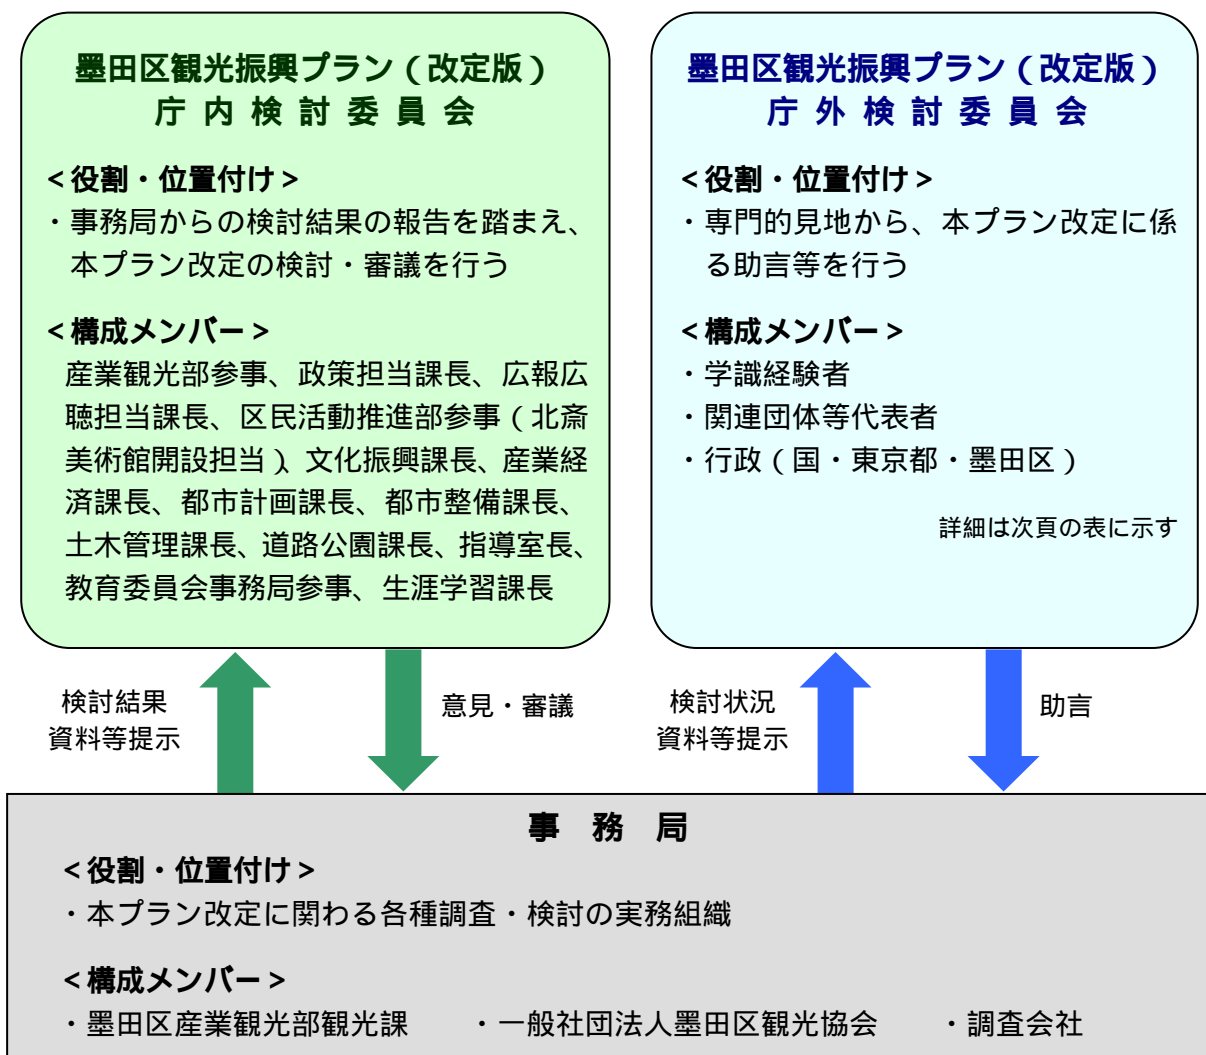 墨田区観光振興プラン（改定版）
庁内検討委員会
＜役割・位置付け＞
・事務局からの検討結果の報告を踏まえ、
本プラン改定の検討・審議を行う
＜構成メンバー＞
産業観光部参事、政策担当課長、広報広
聴担当課長、区民活動推進部参事（北斎
美術館開設担当）、文化振興課長、産業経
済課長、都市計画課長、都市整備課長、
土木管理課長、道路公園課長、指導室長、
教育委員会事務局参事、生涯学習課長
墨田区観光振興プラン（改定版）
庁外検討委員会
＜役割・位置付け＞
・専門的見地から、本プラン改定に係
る助言等を行う
＜構成メンバー＞
・学識経験者
・関連団体等代表者
・行政（国・東京都・墨田区）
詳細は次頁の表に示す
検討結果
資料等提示
意見・審議
検討状況
資料等提示
助言
事務局
＜役割・位置付け＞
・本プラン改定に関わる各種調査・検討の実務組織
＜構成メンバー＞
・墨田区産業観光部観光課　・一般社団法人墨田区観光協会　・調査会社